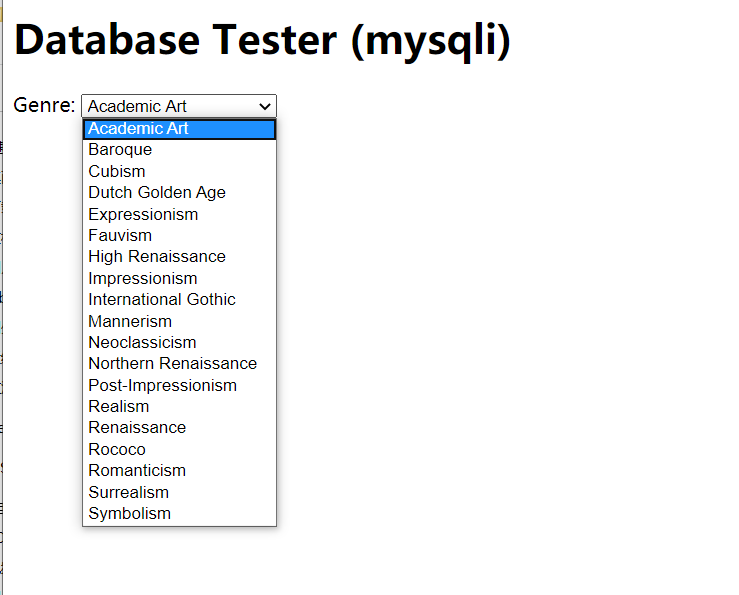 Database Tester (mysqli)
Genre: Academic Art
Academic Art
Baroque
Cubism
Dutch Golden Age
Expressionism
Fauvism
High Renaissance
Impressionism
International Gothic
Mannerism
Neoclassicism
Northern Renaissance
Post-Impressionism
Realism
Renaissance
Rococo
Romanticism
Surrealism
Symbolism